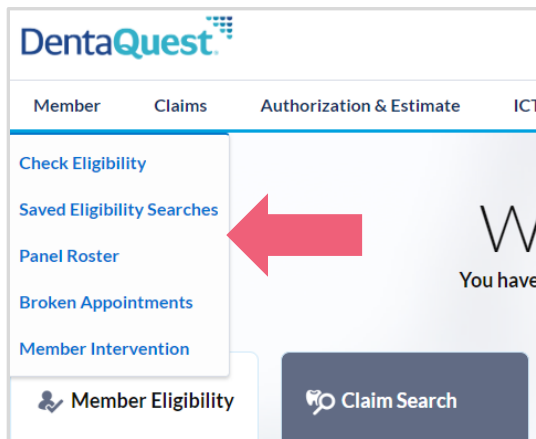 DentaQuest
Member Claims Authorization & Estimate
Check Eligibility
Saved Eligibility Searches
Panel Roster
Broken Appointments
Member Intervention
You have
Member Eligibility
Claim Search